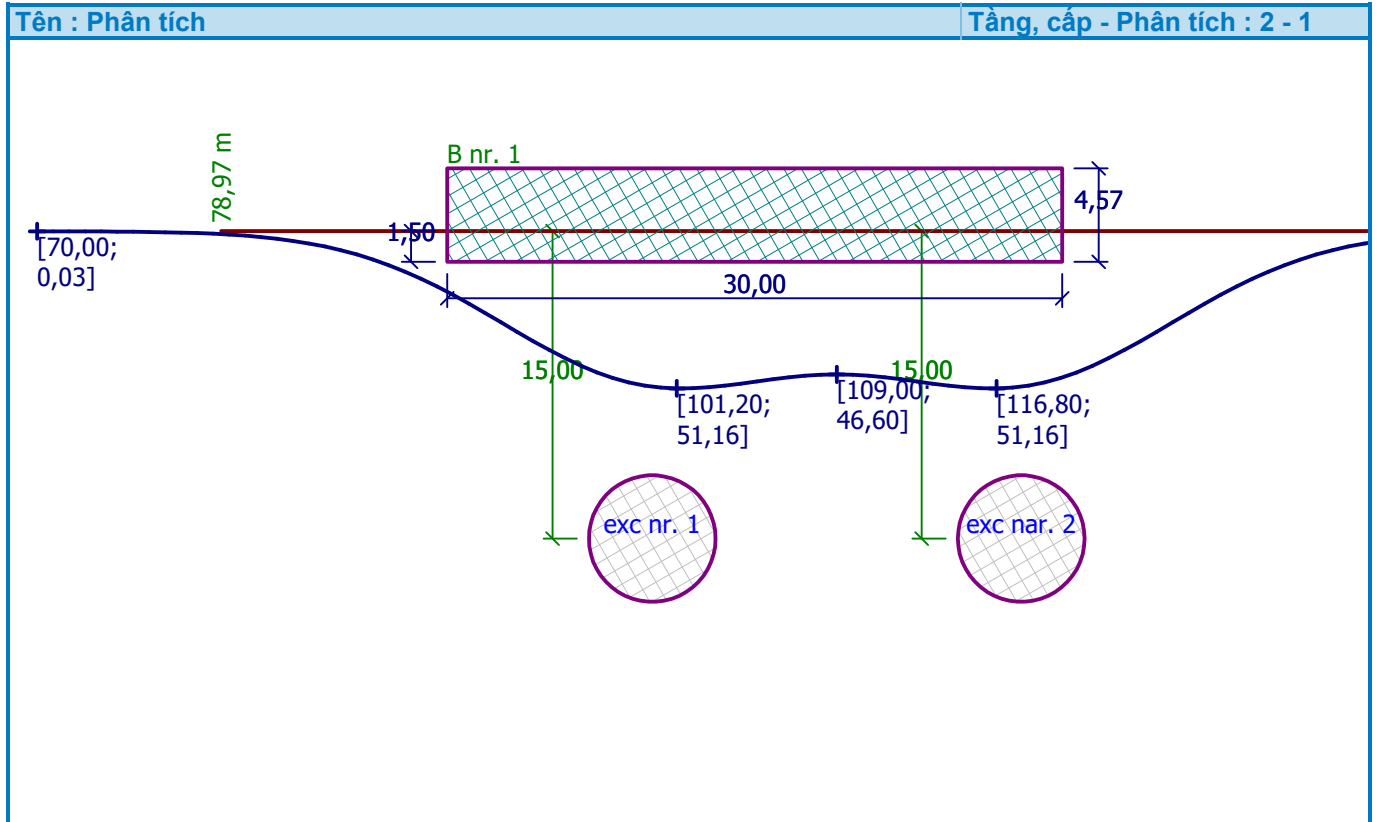 Tên : Phân tích
Tầng, cấp - Phân tích : 2 - 1
78,97 m
B nr. 1
4,57
1,50
[70,00;
0,03]
30,00
15,00
15,00
[101,20;
51,16]
[109,00;
46,60]
[116,80;
51,16]
exc nr. 1
exc nar. 2